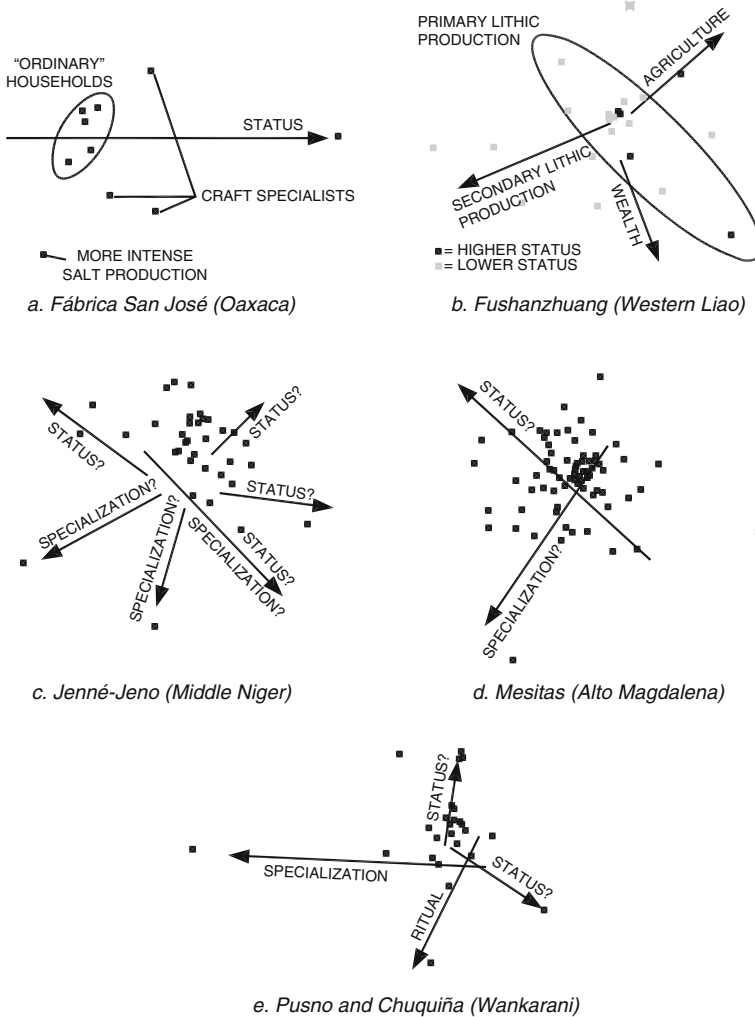 "ORDINARY"
HOUSEHOLDS
STATUS
CRAFT SPECIALISTS
MORE INTENSE
SALT PRODUCTION
a. Fábrica San José (Oaxaca)
PRIMARY LITHIC
PRODUCTION
AGRICULTURE
SECONDARY LITHIC
PRODUCTION
WEALTH
= HIGHER STATUS
= LOWER STATUS
b. Fushanzhuang (Western Liao)
STATUS?
STATUS?
STATUS?
SPECIALIZATION?
SPECIALIZATION?
STATUS?
SPECIALIZATION?
c. Jenné-Jeno (Middle Niger)
STATUS?
SPECIALIZATION?
d. Mesitas (Alto Magdalena)
STATUS?
SPECIALIZATION
STATUS?
RITUAL
e. Pusno and Chuquiña (Wankarani)